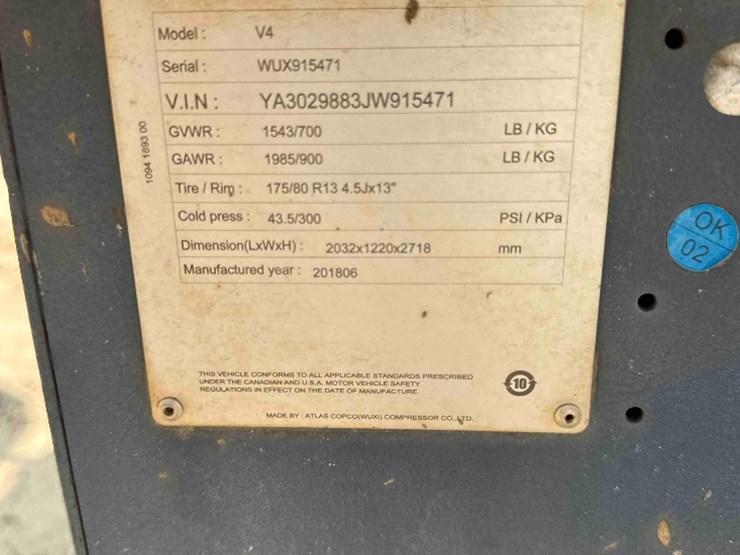 Model : V4
Serial : WUX915471
V.I.N : YA3029883JW915471
GVWR : 1543/700 LB / KG
GAWR : 1985/900 LB / KG
Tire / Rim : 175/80 R13 4.5Jx13"
Cold press : 43.5/300 PSI / KPa
Dimension(LxWxH) : 2032x1220x2718 mm
Manufactured year : 201806
1094 1893 00
OK
02
THIS VEHICLE CONFORMS TO ALL APPLICABLE STANDARDS PRESCRIBED
UNDER THE CANADIAN AND U.S.A. MOTOR VEHICLE SAFETY
REGULATIONS IN EFFECT ON THE DATE OF MANUFACTURE
10
MADE BY : ATLAS COPCO(WUXI) COMPRESSOR CO.,LTD.